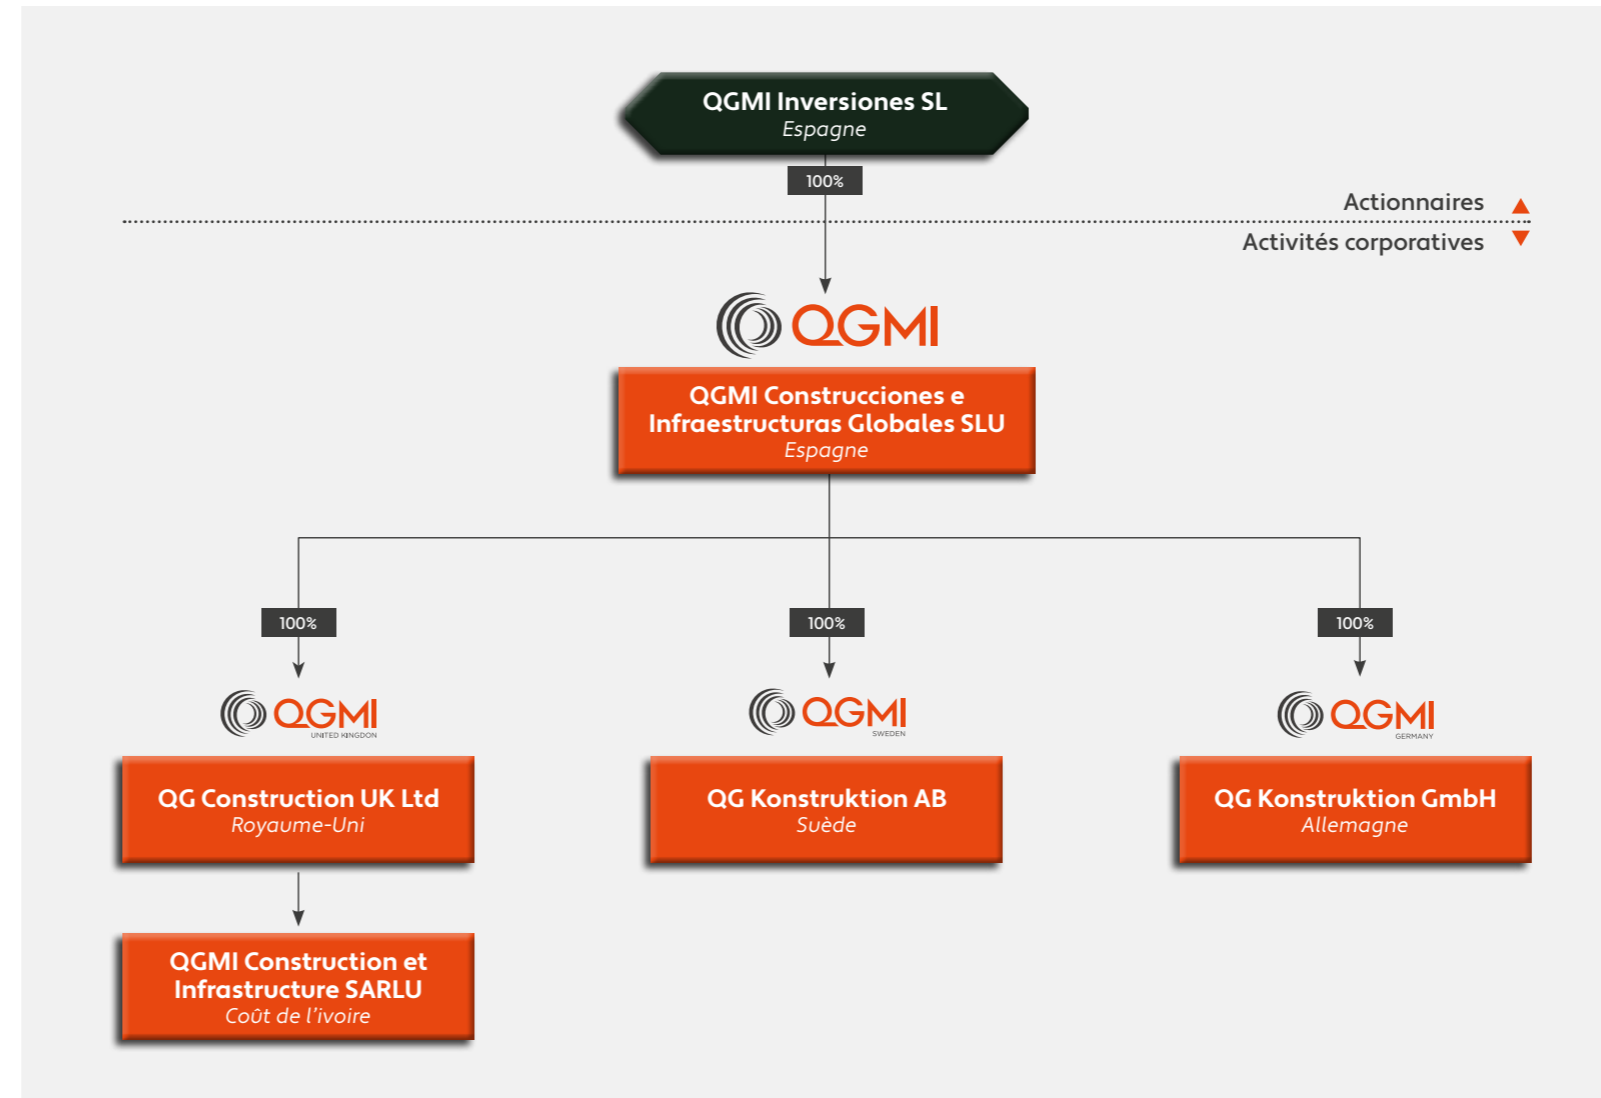 QGMI Inversiones SL
Espagne
100%
Actionnaires
Activités corporatives
QGMI
QGMI Construcciones e
Infraestructuras Globales SLU
Espagne
100%
100%
100%
QGMI
UNITED KINGDOM
QGMI
SWEDEN
QGMI
GERMANY
QG Construction UK Ltd
Royaume-Uni
QG Konstruktion AB
Suède
QG Konstruktion GmbH
Allemagne
QGMI Construction et
Infrastructure SARLU
Coût de l’ivoire